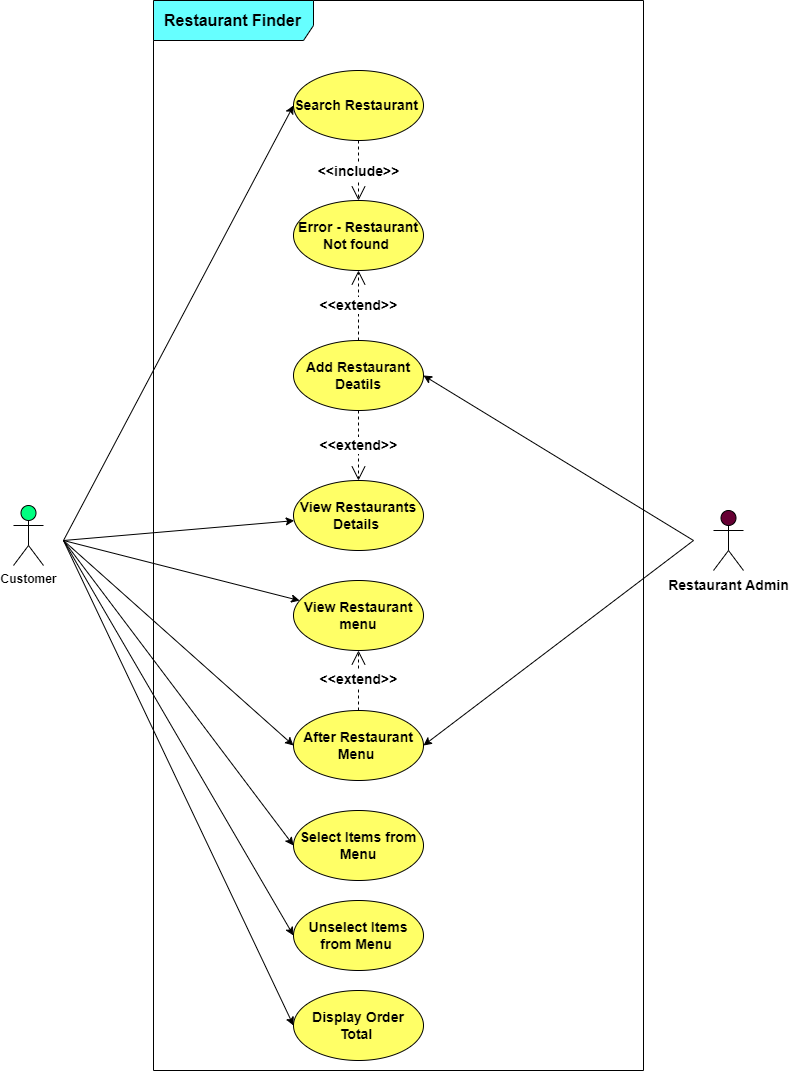 Restaurant Finder
Search Restaurant
<<include>>
Error - Restaurant
Not found
<<extend>>
Add Restaurant
Deatils
<<extend>>
View Restaurants
Details
Customer
Restaurant Admin
View Restaurant
menu
<<extend>>
After Restaurant
Menu
Select Items from
Menu
Unselect Items
from Menu
Display Order
Total